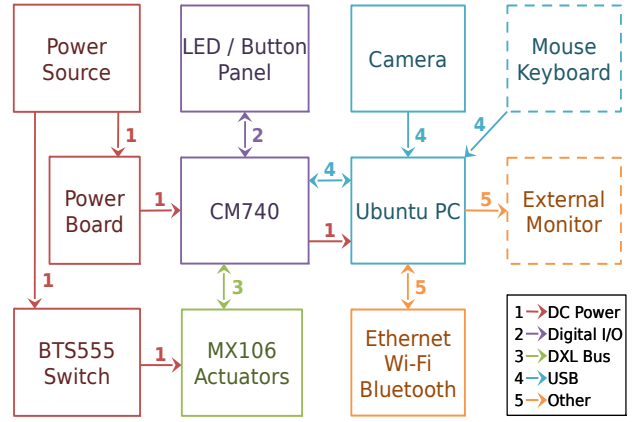 Power
Source
LED / Button
Panel
Camera
Mouse
Keyboard
1
2
4
4
Power
Board
1
CM740
4
1
Ubuntu PC
5
External
Monitor
1
3
5
BTS555
Switch
1
MX106
Actuators
Ethernet
Wi-Fi
Bluetooth
1 DC Power
2 Digital I/O
3 DXL Bus
4 USB
5 Other